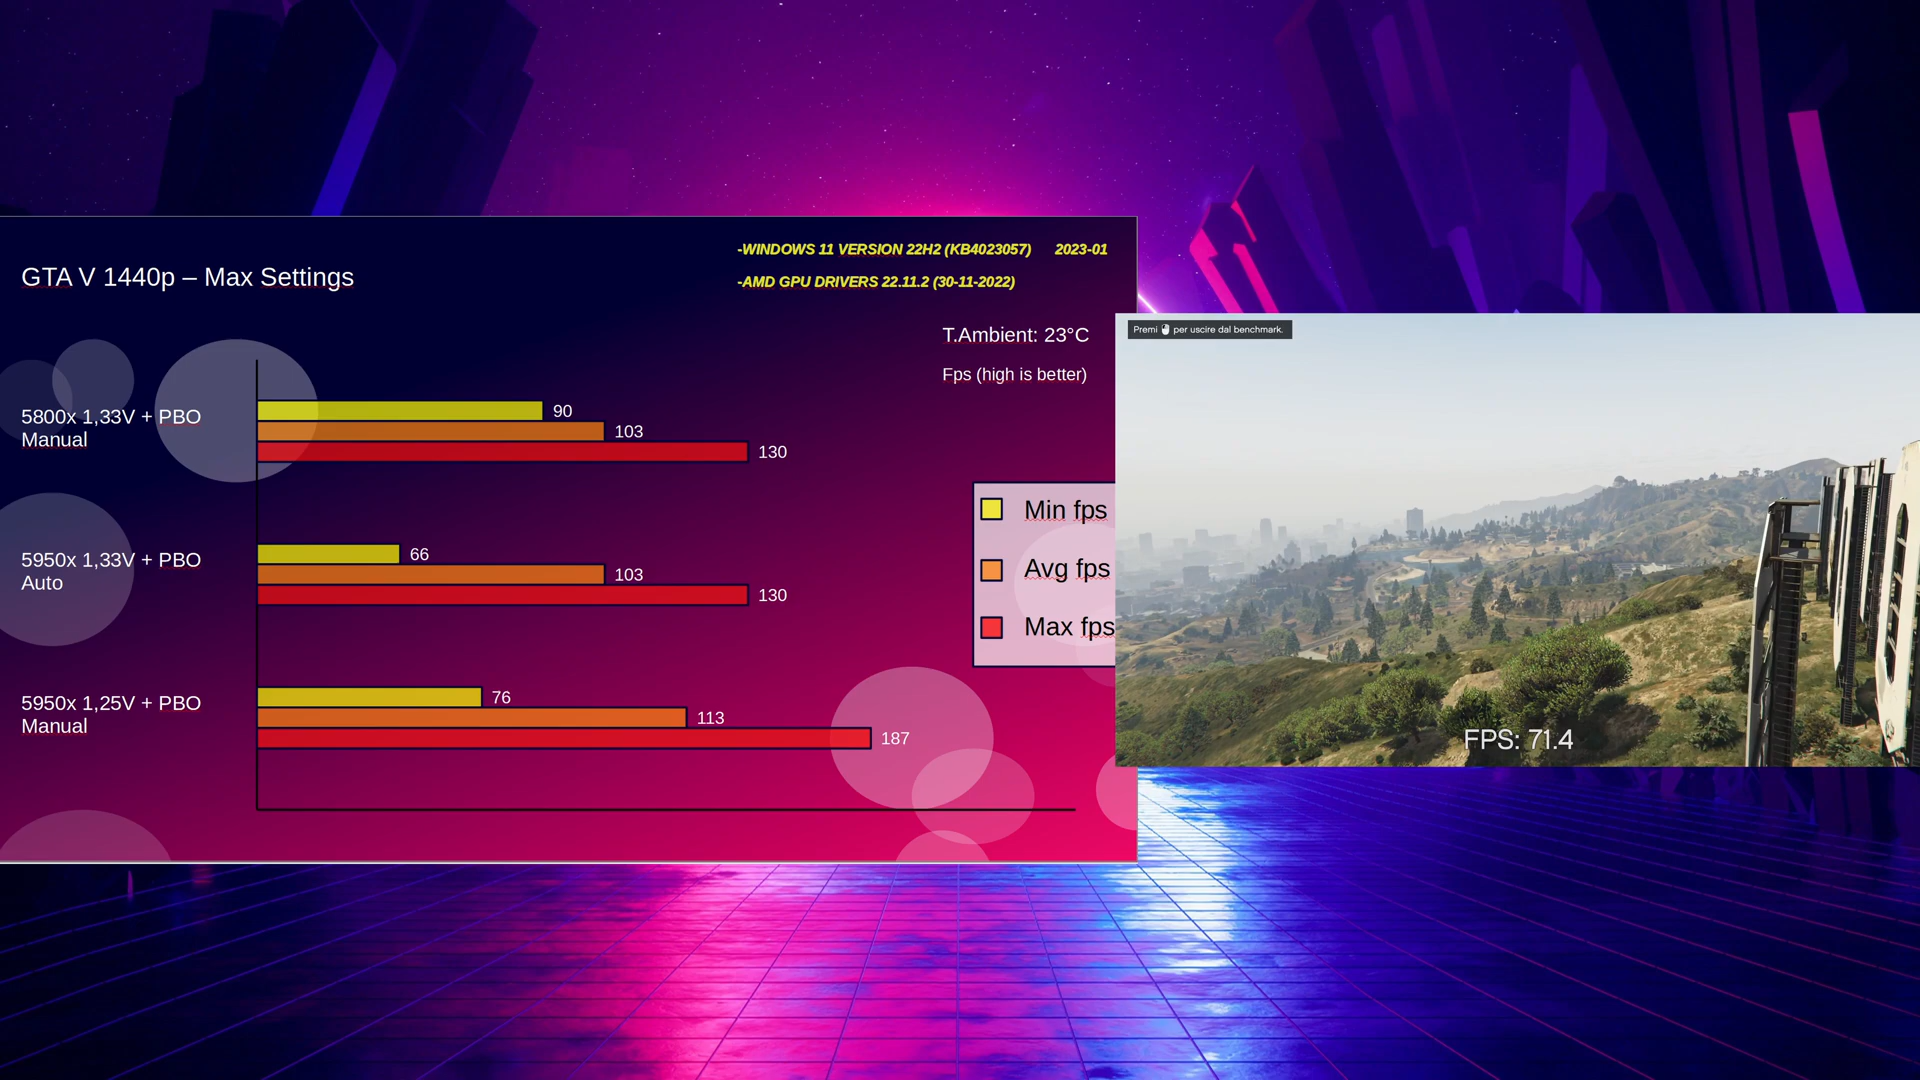 -WINDOWS 11 VERSION 22H2 (KB4023057) 2023-01
GTA V 1440p – Max Settings
-AMD GPU DRIVERS 22.11.2 (30-11-2022)
T.Ambient: 23°C
Fps (high is better)
5800x 1,33V + PBO
Manual
90
103
130
5950x 1,33V + PBO
Auto
66
103
130
5950x 1,25V + PBO
Manual
76
113
187
Min fps
Avg fps
Max fps
Premi per uscire dal benchmark.
FPS: 71.4